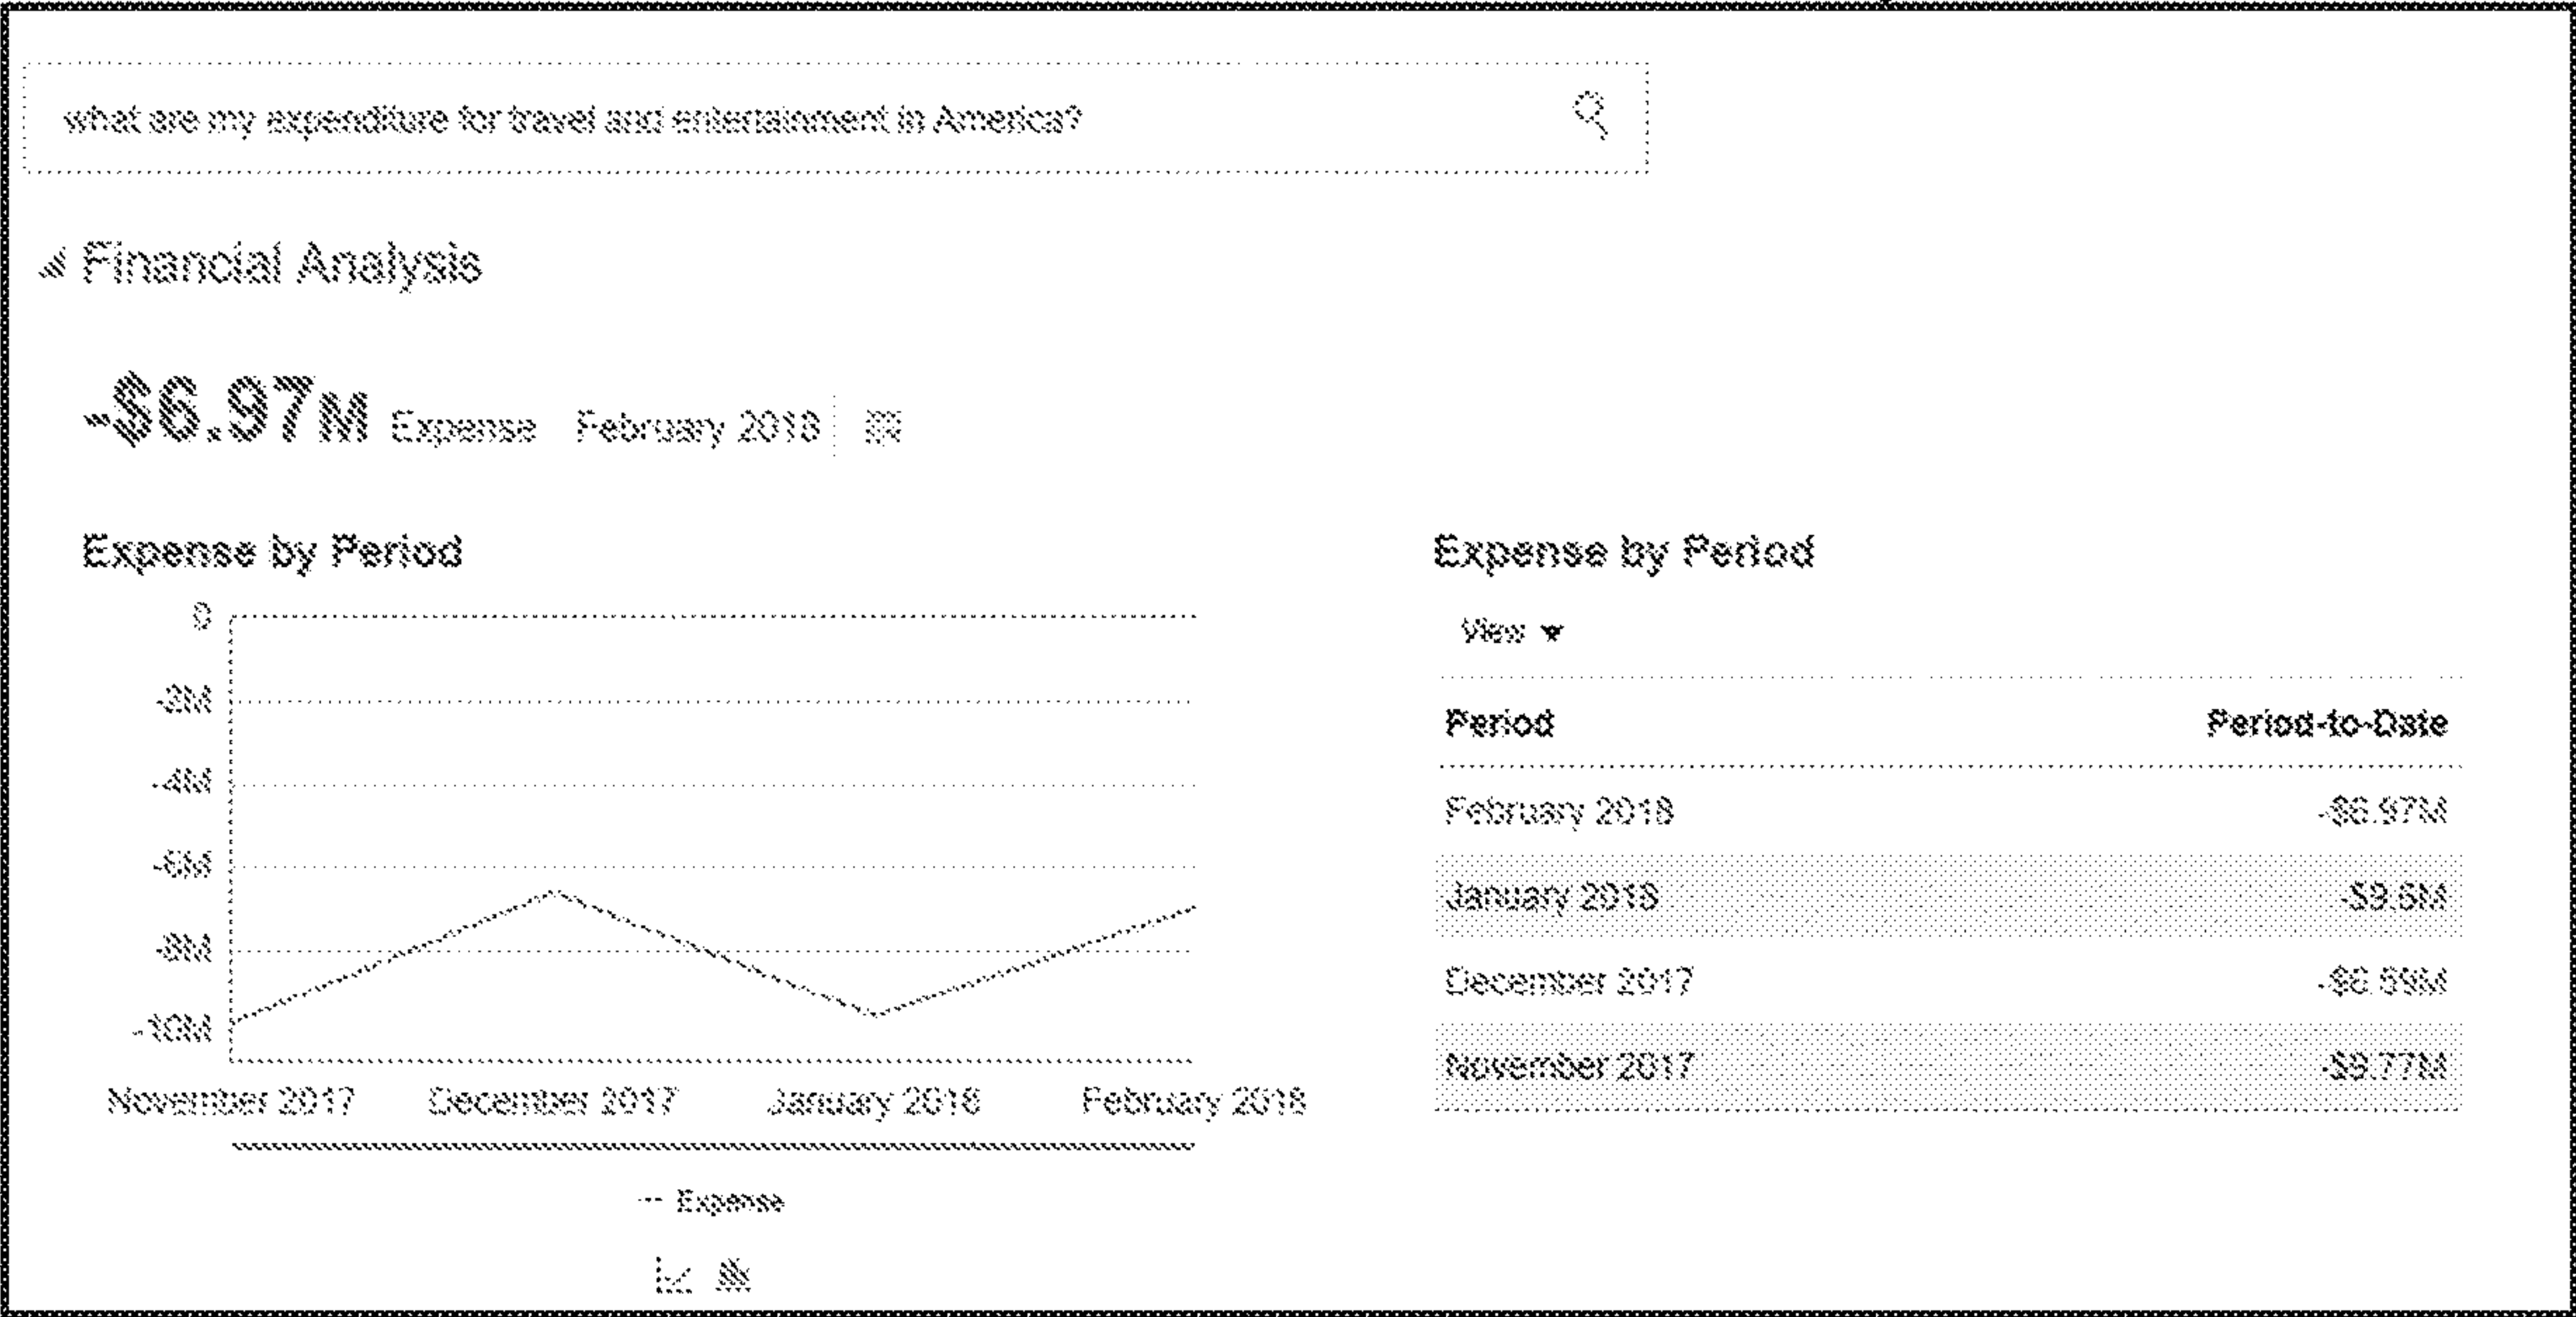 what are my expenditure for travel and entertainment in America?
Financial Analysis
-$6.97M Expense February 2018
Expense by Period
0
-2M
-4M
-6M
-8M
-10M
November 2017 December 2017 January 2018 February 2018
Expense
Expense by Period
View
Period Period-to-Date
February 2018 -$6.97M
January 2018 -$9.6M
December 2017 -$6.59M
November 2017 -$9.77M